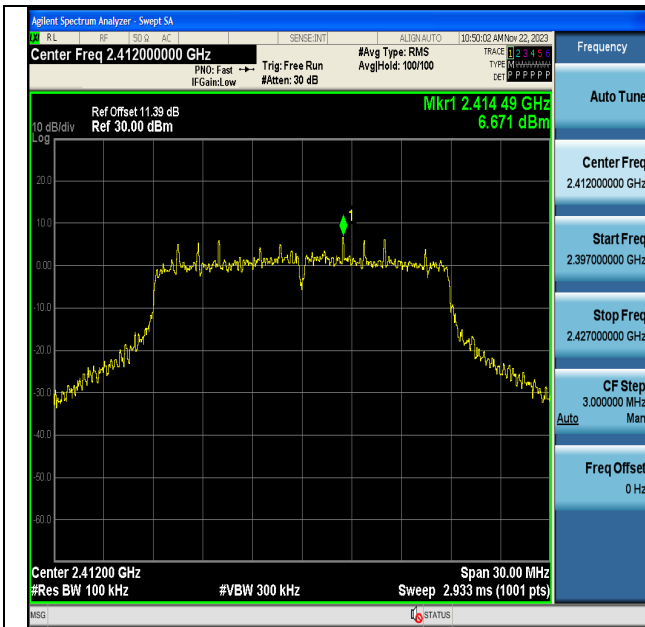 Agilent Spectrum Analyzer - Swept SA
LXI RL RF 50 Ω AC SENSE:INT ALIGN AUTO 10:50:02 AM Nov 22, 2023
Center Freq 2.412000000 GHz
PNO: Fast
IFGain:Low
Trig: Free Run
#Atten: 30 dB
#Avg Type: RMS
Avg|Hold: 100/100
TRACE 1 2 3 4 5 6
TYPE M
DET P P P P P P
Ref Offset 11.39 dB
Ref 30.00 dBm
10 dB/div
Log
Mkr1 2.414 49 GHz
6.671 dBm
1
20.0
10.0
0.00
-10.0
-20.0
-30.0
-40.0
-50.0
-60.0
Center 2.41200 GHz
Span 30.00 MHz
#Res BW 100 kHz
#VBW 300 kHz
Sweep 2.933 ms (1001 pts)
MSG
STATUS
Frequency
Auto Tune
Center Freq
2.412000000 GHz
Start Freq
2.397000000 GHz
Stop Freq
2.427000000 GHz
CF Step
3.000000 MHz
Auto Man
Freq Offset
0 Hz